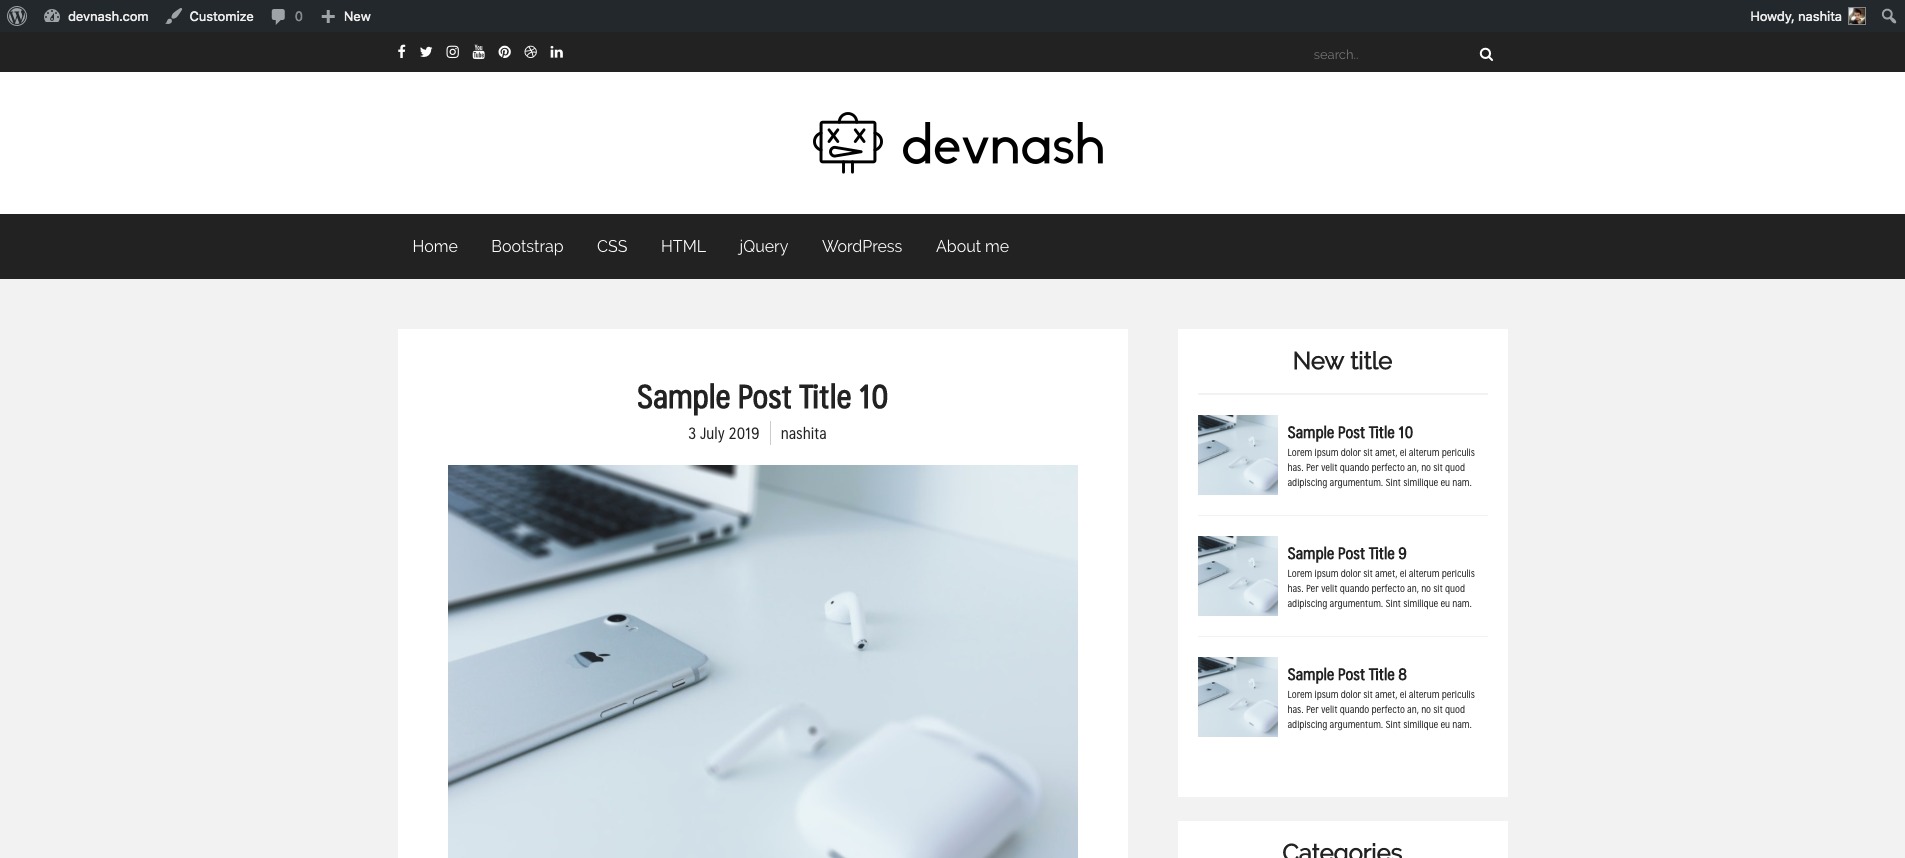 devnash.com Customize 0 New Howdy, nashita
search..
devnash
Home Bootstrap CSS HTML jQuery WordPress About me
Sample Post Title 10
3 July 2019 nashita
New title
Sample Post Title 10
Lorem ipsum dolor sit amet, ei alterum periculis
has. Per velit quando perfecto an, no sit quod
adipiscing argumentum. Sint similique eu nam.
Sample Post Title 9
Lorem ipsum dolor sit amet, ei alterum periculis
has. Per velit quando perfecto an, no sit quod
adipiscing argumentum. Sint similique eu nam.
Sample Post Title 8
Lorem ipsum dolor sit amet, ei alterum periculis
has. Per velit quando perfecto an, no sit quod
adipiscing argumentum. Sint similique eu nam.
Categories